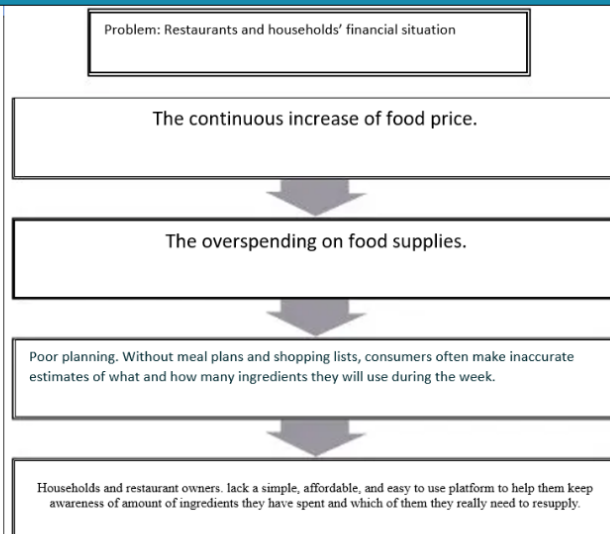 Problem: Restaurants and households’ financial situation
The continuous increase of food price.
The overspending on food supplies.
Poor planning. Without meal plans and shopping lists, consumers often make inaccurate
estimates of what and how many ingredients they will use during the week.
Households and restaurant owners. lack a simple, affordable, and easy to use platform to help them keep
awareness of amount of ingredients they have spent and which of them they really need to resupply.